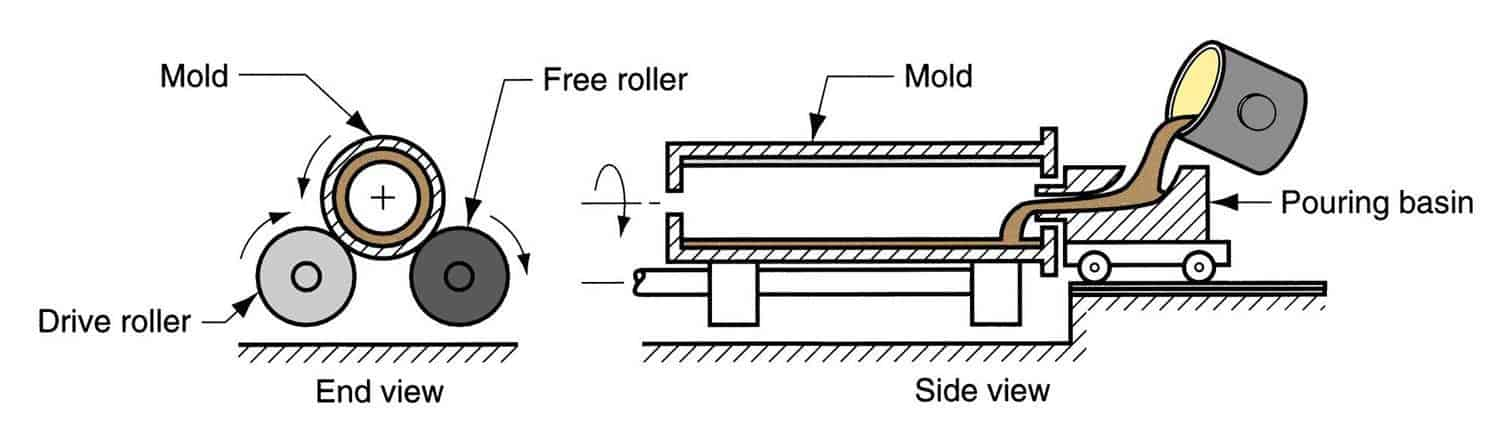 Mold
Free roller
Mold
Pouring basin
Drive roller
End view
Side view